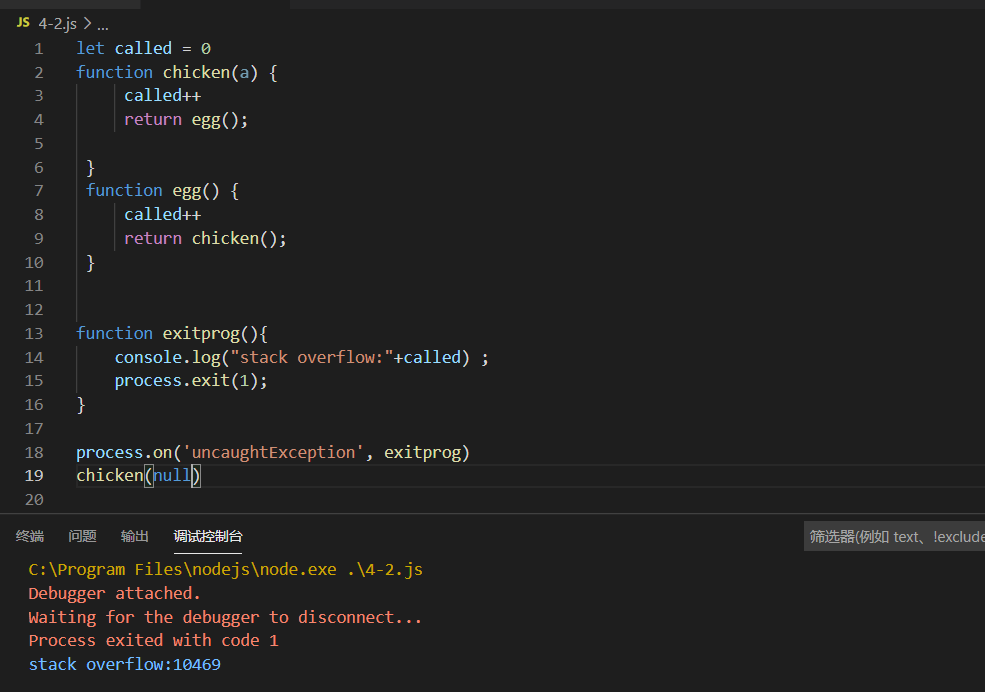 JS 4-2.js > ...
1 let called = 0
2 function chicken(a) {
3 called++
4 return egg();
5
6 }
7 function egg() {
8 called++
9 return chicken();
10 }
11
12
13 function exitprog(){
14 console.log("stack overflow:"+called) ;
15 process.exit(1);
16 }
17
18 process.on('uncaughtException', exitprog)
19 chicken(null)
20
终端 问题 输出 调试控制台 筛选器(例如 text、!exclude
C:\Program Files\nodejs\node.exe .\4-2.js
Debugger attached.
Waiting for the debugger to disconnect...
Process exited with code 1
stack overflow:10469